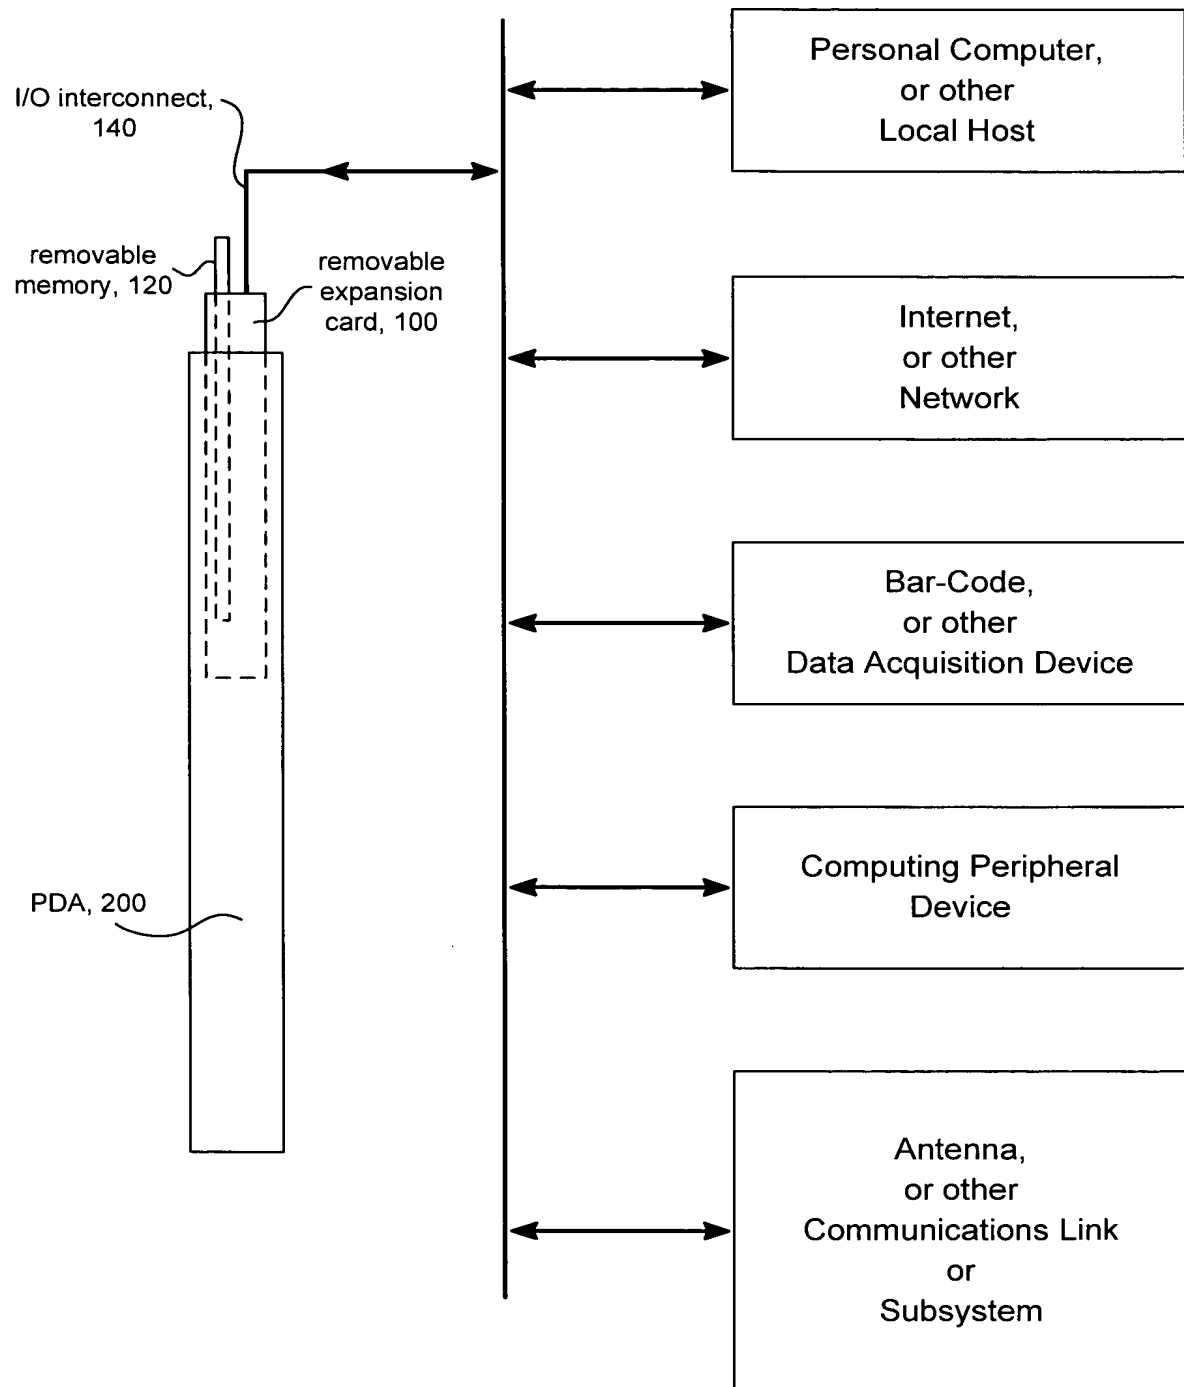 I/O interconnect,
140
removable
memory, 120
removable
expansion
card, 100
PDA, 200
Personal Computer,
or other
Local Host
Internet,
or other
Network
Bar-Code,
or other
Data Acquisition Device
Computing Peripheral
Device
Antenna,
or other
Communications Link
or
Subsystem